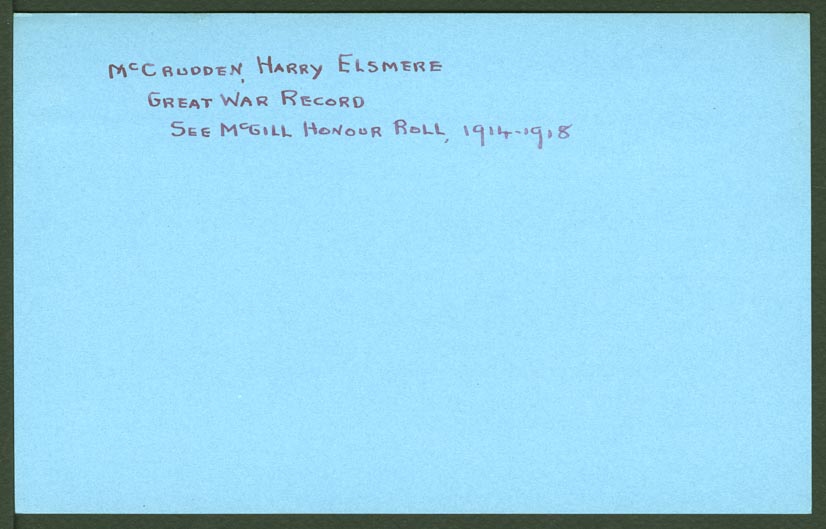 McCRUDDEN, HARRY ELSMERE
GREAT WAR RECORD
SEE McGILL HONOUR ROLL, 1914-1918